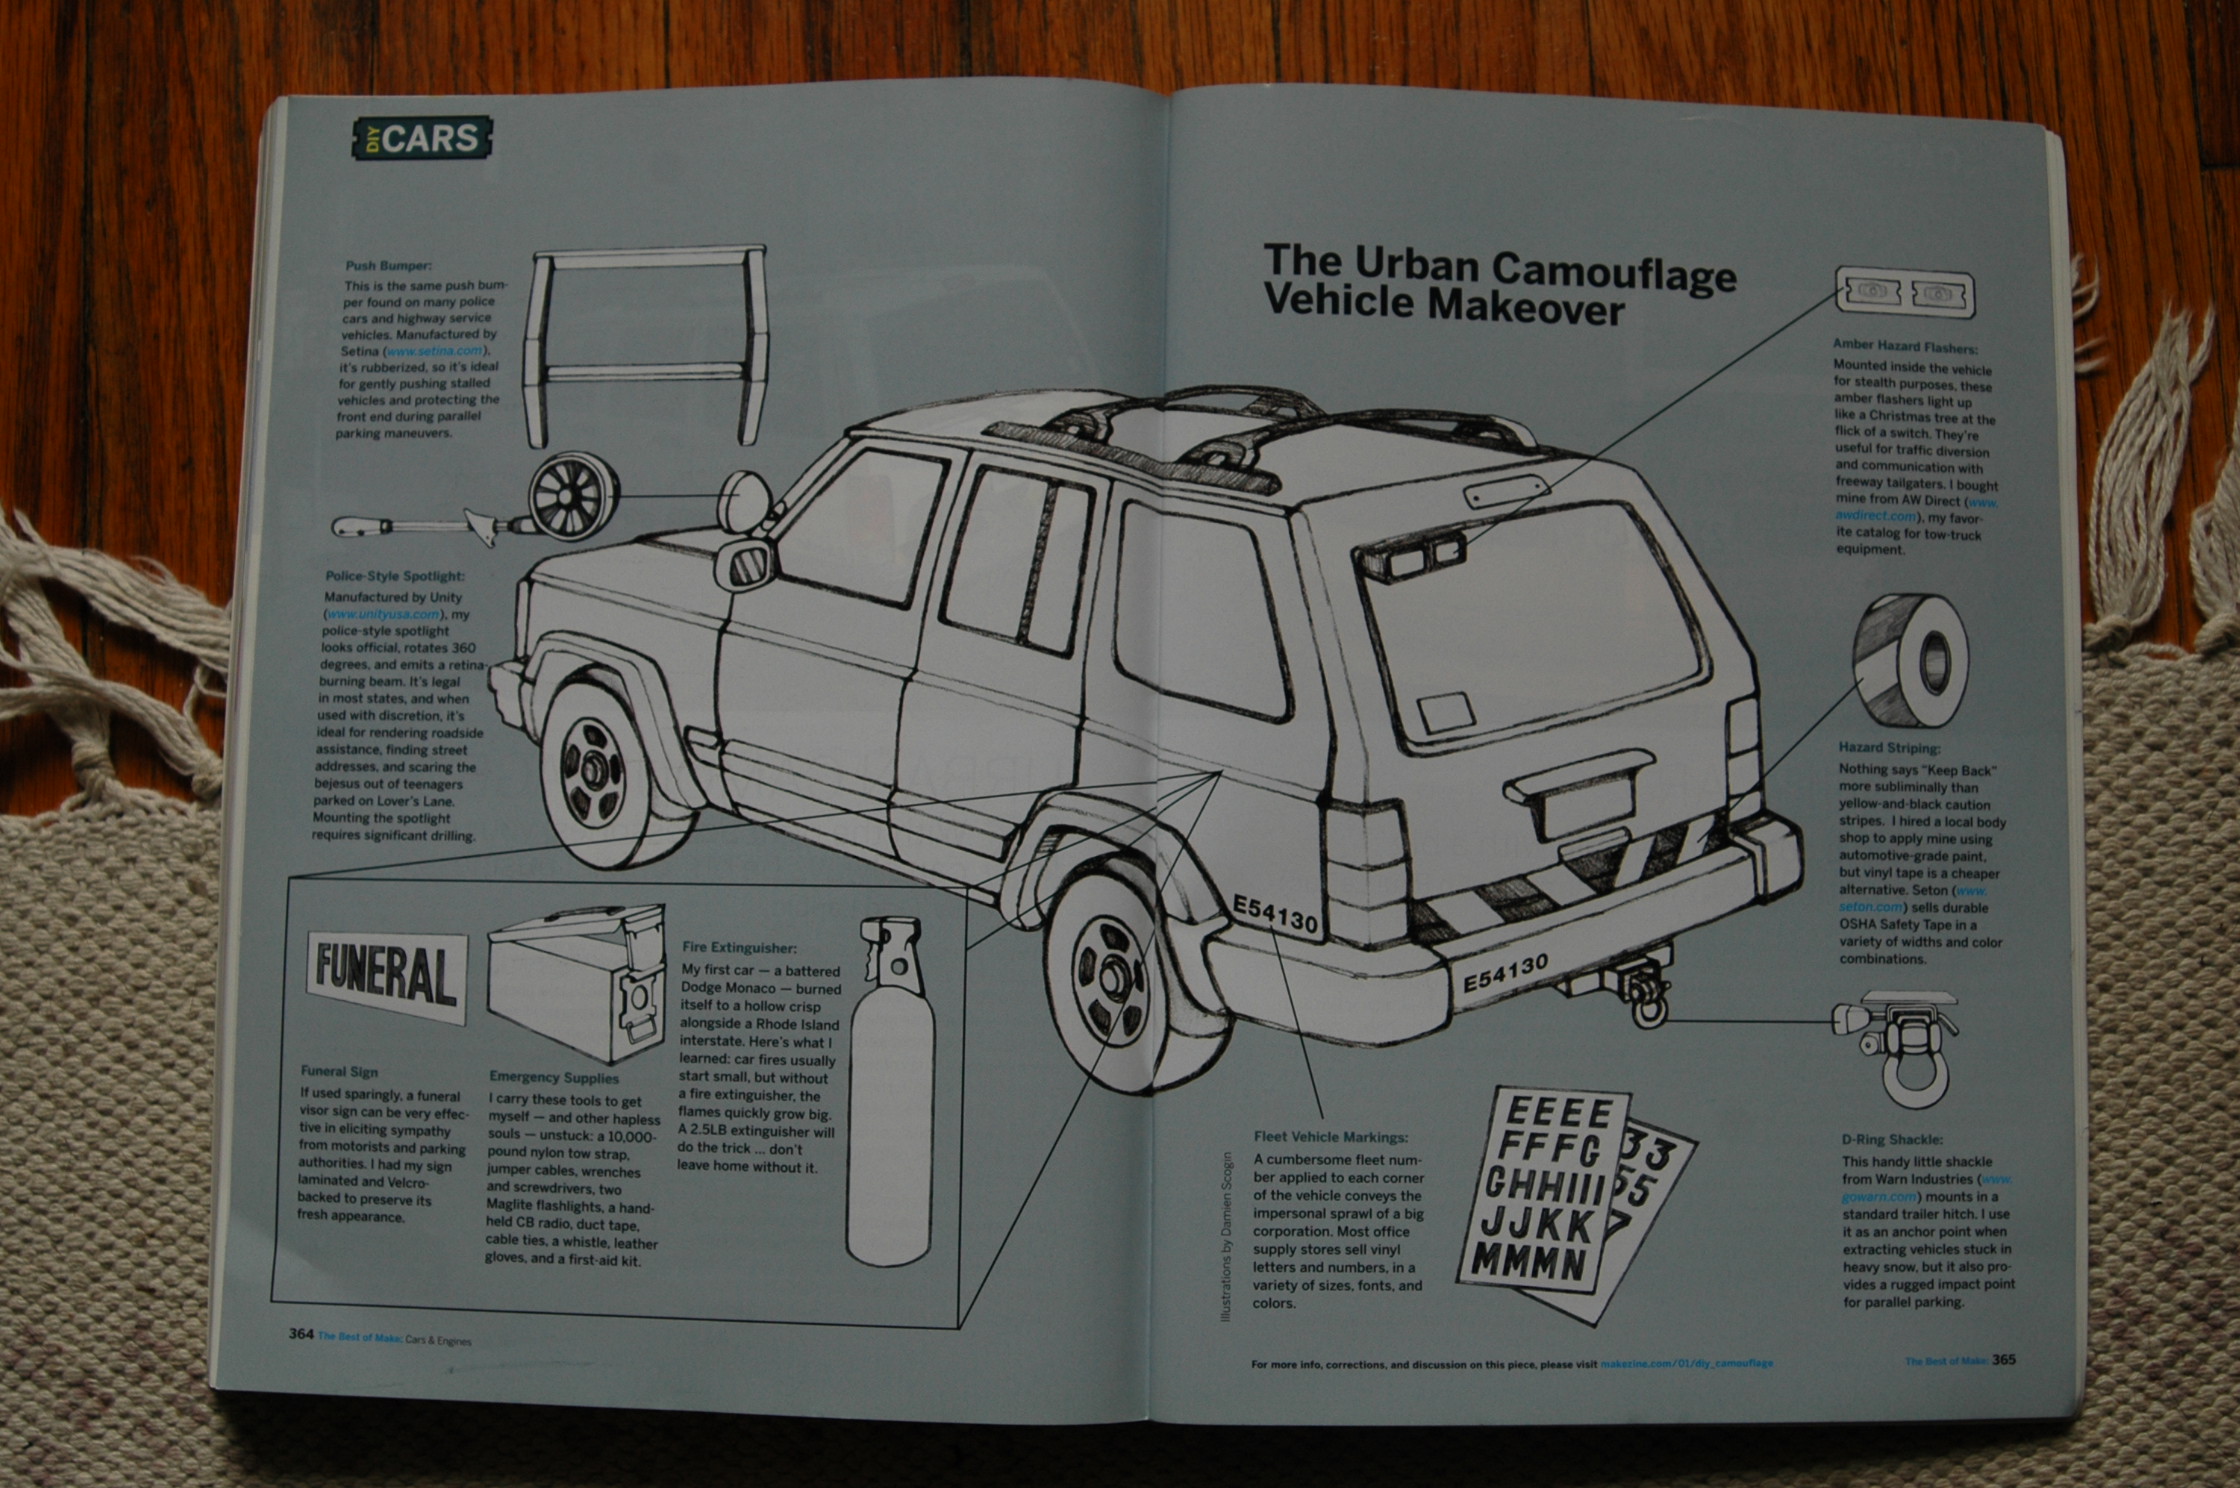 DIY
CARS
The Urban Camouflage
Vehicle Makeover
Push Bumper:
This is the same push bum-
per found on many police
cars and highway service
vehicles. Manufactured by
Setina (www.setina.com),
it's rubberized, so it's ideal
for gently pushing stalled
vehicles and protecting the
front end during parallel
parking maneuvers.
Police-Style Spotlight:
Manufactured by Unity
(www.unityusa.com), my
police-style spotlight
looks official, rotates 360
degrees, and emits a retina-
burning beam. It's legal
in most states, and when
used with discretion, it's
ideal for rendering roadside
assistance, finding street
addresses, and scaring the
bejesus out of teenagers
parked on Lover's Lane.
Mounting the spotlight
requires significant drilling.
FUNERAL
Funeral Sign
If used sparingly, a funeral
visor sign can be very effec-
tive in eliciting sympathy
from motorists and parking
authorities. I had my sign
laminated and Velcro-
backed to preserve its
fresh appearance.
Emergency Supplies
I carry these tools to get
myself — and other hapless
souls — unstuck: a 10,000-
pound nylon tow strap,
jumper cables, wrenches
and screwdrivers, two
Maglite flashlights, a hand-
held CB radio, duct tape,
cable ties, a whistle, leather
gloves, and a first-aid kit.
Fire Extinguisher:
My first car — a battered
Dodge Monaco — burned
itself to a hollow crisp
alongside a Rhode Island
interstate. Here's what I
learned: car fires usually
start small, but without
a fire extinguisher, the
flames quickly grow big.
A 2.5LB extinguisher will
do the trick ... don't
leave home without it.
364 The Best of Make: Cars & Engines
E54130
E54130
Amber Hazard Flashers:
Mounted inside the vehicle
for stealth purposes, these
amber flashers light up
like a Christmas tree at the
flick of a switch. They're
useful for traffic diversion
and communication with
freeway tailgaters. I bought
mine from AW Direct (www.
awdirect.com), my favor-
ite catalog for tow-truck
equipment.
Hazard Striping:
Nothing says "Keep Back"
more subliminally than
yellow-and-black caution
stripes. I hired a local body
shop to apply mine using
automotive-grade paint,
but vinyl tape is a cheaper
alternative. Seton (www.
seton.com) sells durable
OSHA Safety Tape in a
variety of widths and color
combinations.
Fleet Vehicle Markings:
A cumbersome fleet num-
ber applied to each corner
of the vehicle conveys the
impersonal sprawl of a big
corporation. Most office
supply stores sell vinyl
letters and numbers, in a
variety of sizes, fonts, and
colors.
EEEE
FFFG
GHHIII
JJKK
MMMN
33
55
7
D-Ring Shackle:
This handy little shackle
from Warn Industries (www.
gowarn.com) mounts in a
standard trailer hitch. I use
it as an anchor point when
extracting vehicles stuck in
heavy snow, but it also pro-
vides a rugged impact point
for parallel parking.
Illustrations by Damien Scogin
For more info, corrections, and discussion on this piece, please visit makezine.com/01/diy_camouflage
The Best of Make: 365